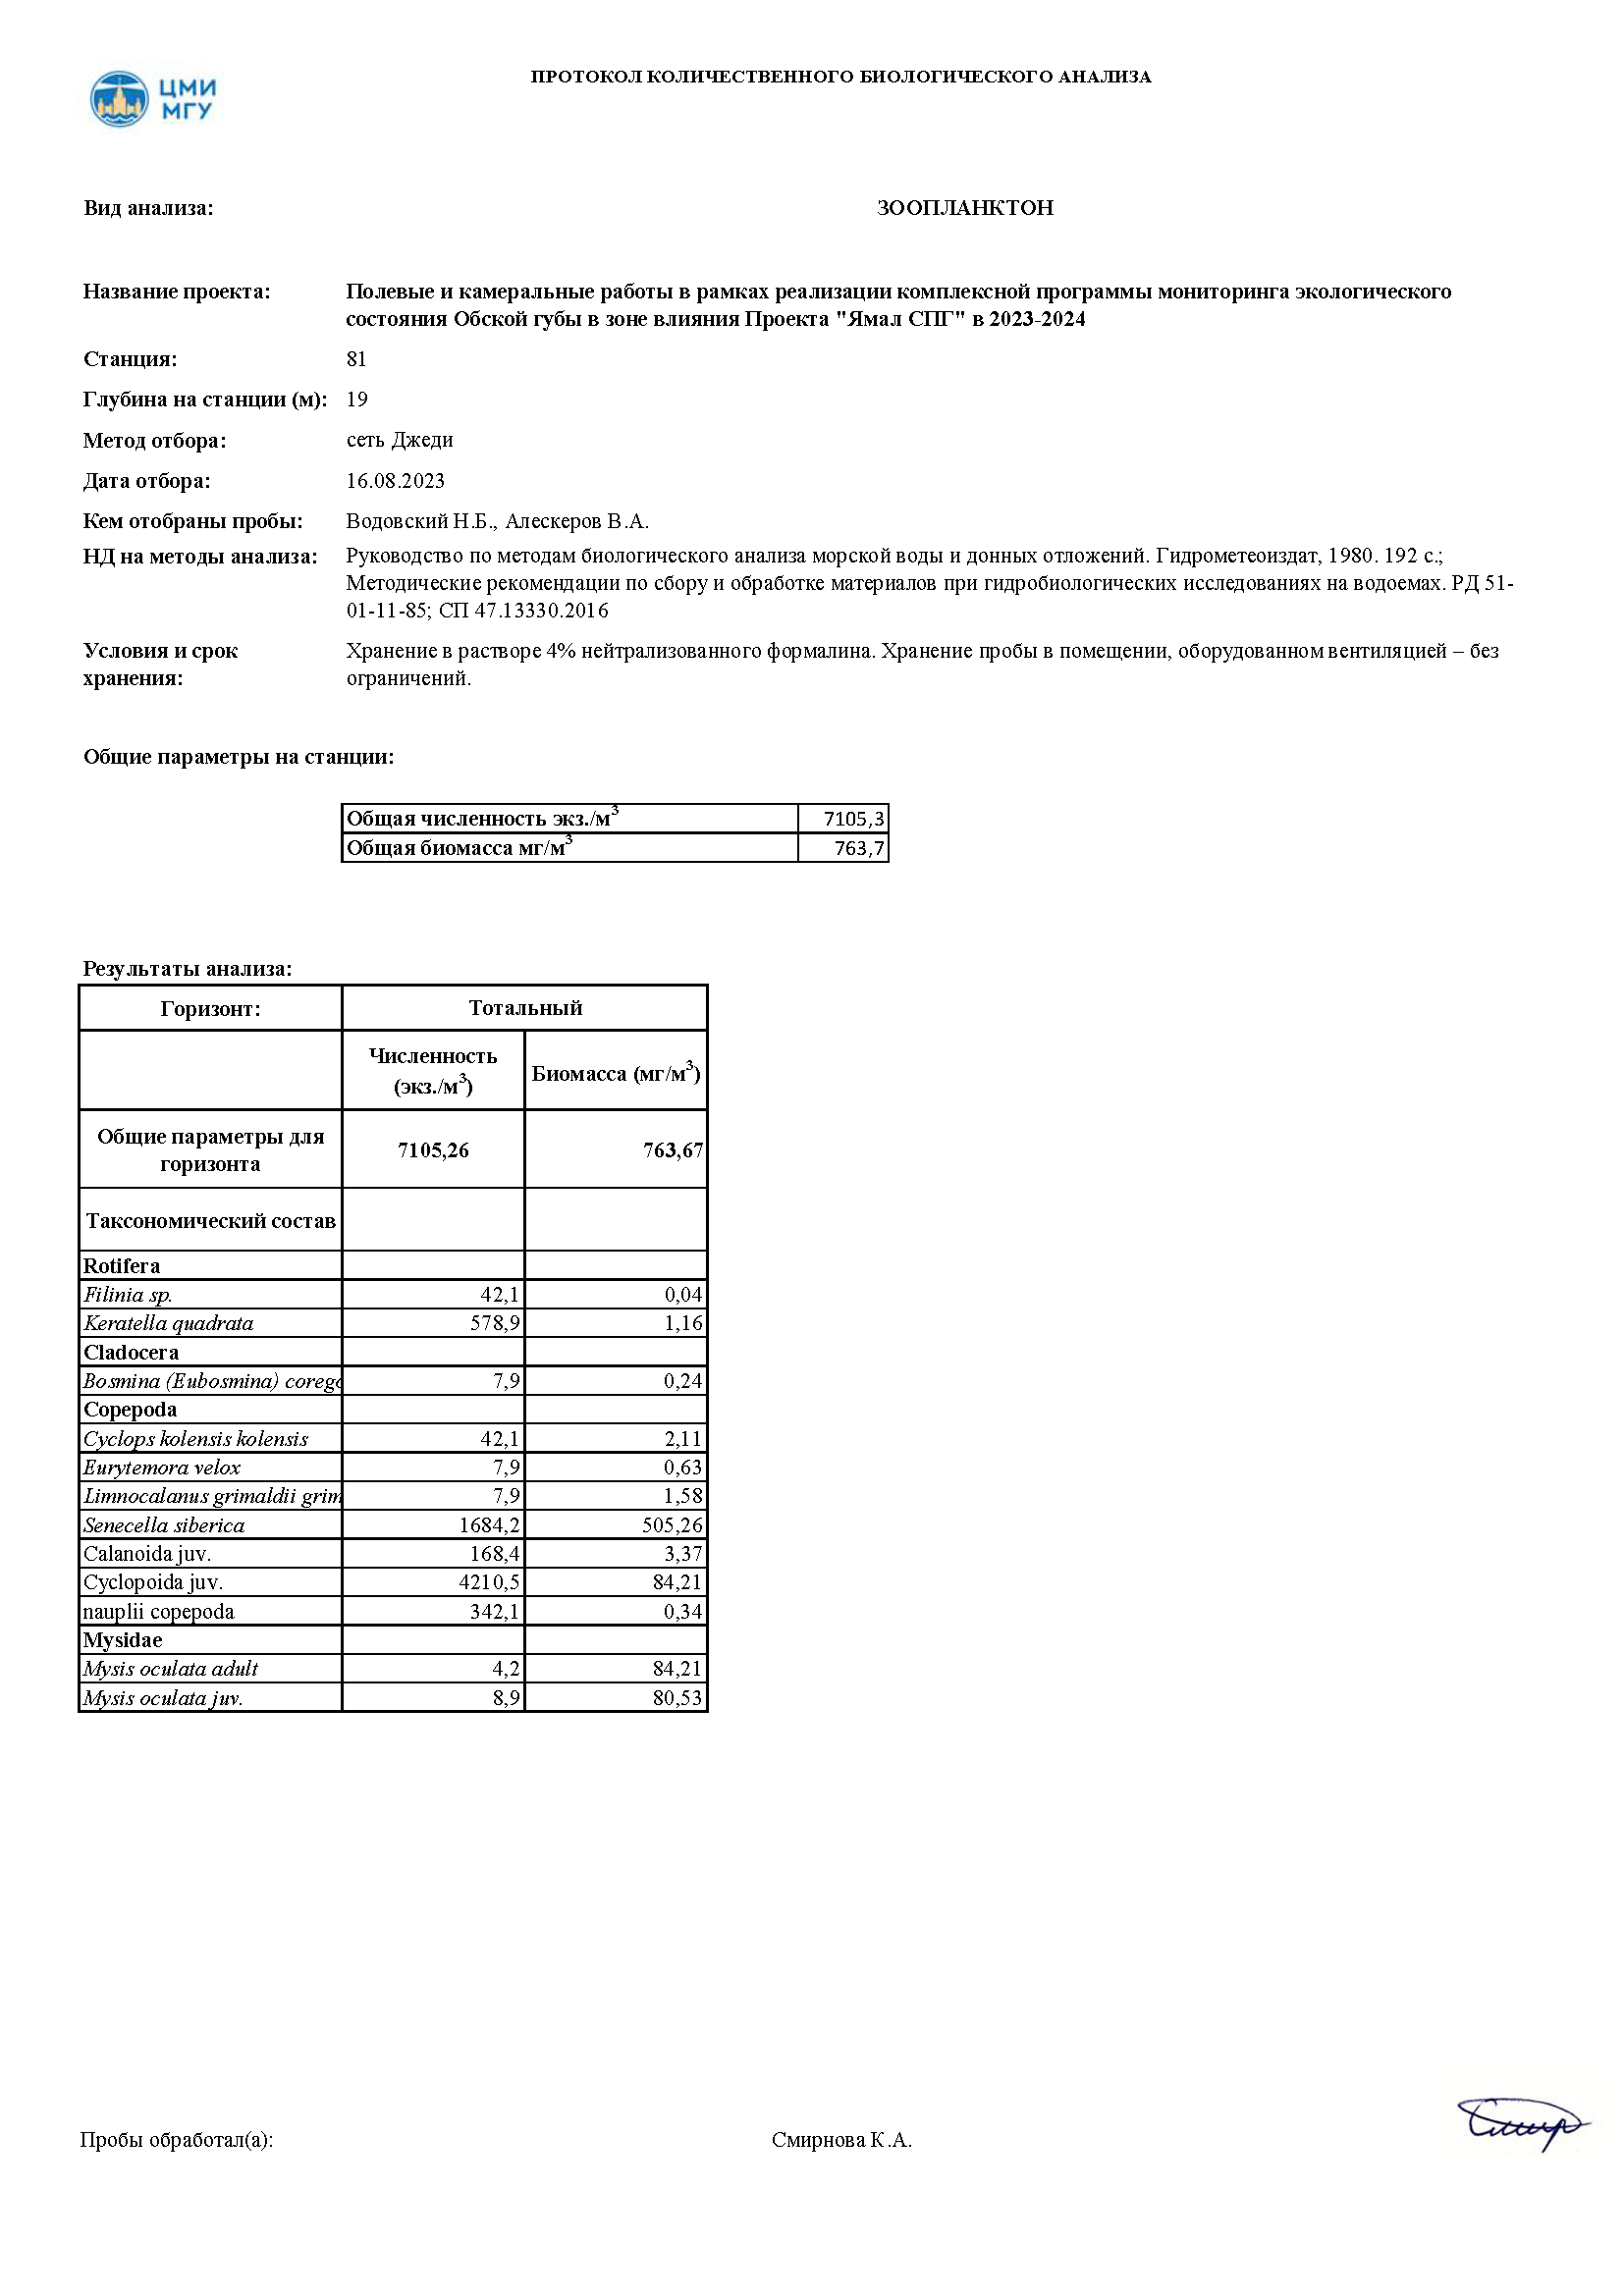 ЦМИ
МГУ
ПРОТОКОЛ КОЛИЧЕСТВЕННОГО БИОЛОГИЧЕСКОГО АНАЛИЗА
Вид анализа: ЗООПЛАНКТОН
Название проекта: Полевые и камеральные работы в рамках реализации комплексной программы мониторинга экологического
состояния Обской губы в зоне влияния Проекта "Ямал СПГ" в 2023-2024
Станция: 81
Глубина на станции (м): 19
Метод отбора: сеть Джеди
Дата отбора: 16.08.2023
Кем отобраны пробы: Водовский Н.Б., Алескеров В.А.
НД на методы анализа: Руководство по методам биологического анализа морской воды и донных отложений. Гидрометеоиздат, 1980. 192 с.;
Методические рекомендации по сбору и обработке материалов при гидробиологических исследованиях на водоемах. РД 51-
01-11-85; СП 47.13330.2016
Условия и срок Хранение в растворе 4% нейтрализованного формалина. Хранение пробы в помещении, оборудованном вентиляцией – без
хранения: ограничений.
Общие параметры на станции:
Общая численность экз./м³ 7105,3
Общая биомасса мг/м³ 763,7
Результаты анализа:
Горизонт: Тотальный
Численность
(экз./м³) Биомасса (мг/м³)
Общие параметры для
горизонта 7105,26 763,67
Таксономический состав
Rotifera
Filinia sp. 42,1 0,04
Keratella quadrata 578,9 1,16
Cladocera
Bosmina (Eubosmina) corego 7,9 0,24
Copepoda
Cyclops kolensis kolensis 42,1 2,11
Eurytemora velox 7,9 0,63
Limnocalanus grimaldii grim 7,9 1,58
Senecella siberica 1684,2 505,26
Calanoida juv. 168,4 3,37
Cyclopoida juv. 4210,5 84,21
nauplii copepoda 342,1 0,34
Mysidae
Mysis oculata adult 4,2 84,21
Mysis oculata juv. 8,9 80,53
Пробы обработал(а): Смирнова К.А.